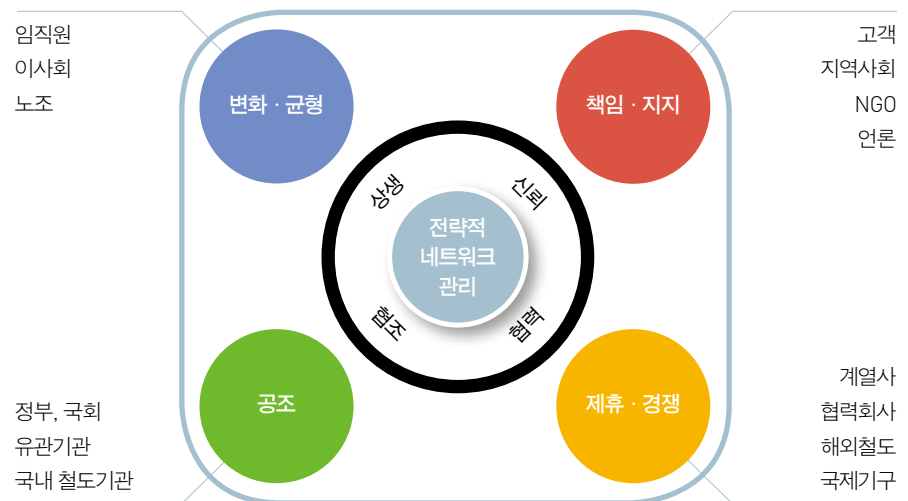 임직원
이사회
노조
변화 · 균형
책임 · 지지
고객
지역사회
NGO
언론
상생
신뢰
전략적
네트워크
관리
협조
협력
공조
제휴 · 경쟁
정부, 국회
유관기관
국내 철도기관
계열사
협력회사
해외철도
국제기구